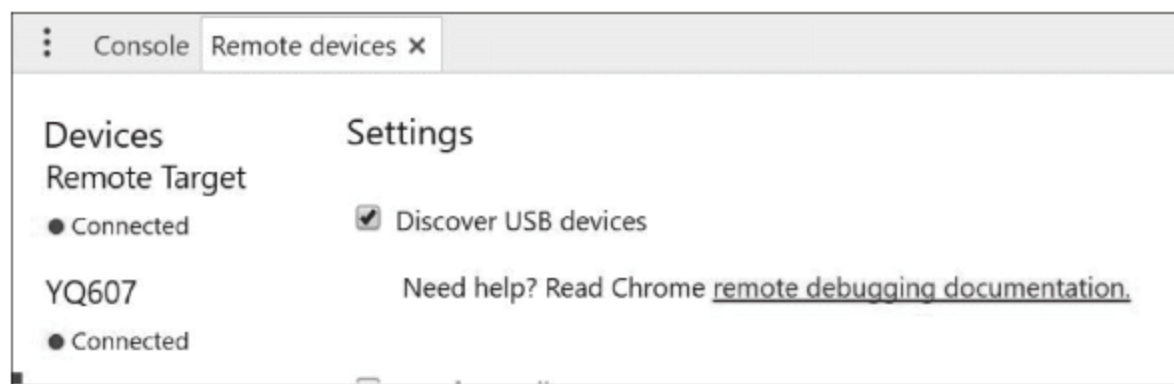 Console Remote devices ×
Devices
Remote Target
Connected
YQ607
Connected
Settings
Discover USB devices
Need help? Read Chrome remote debugging documentation.